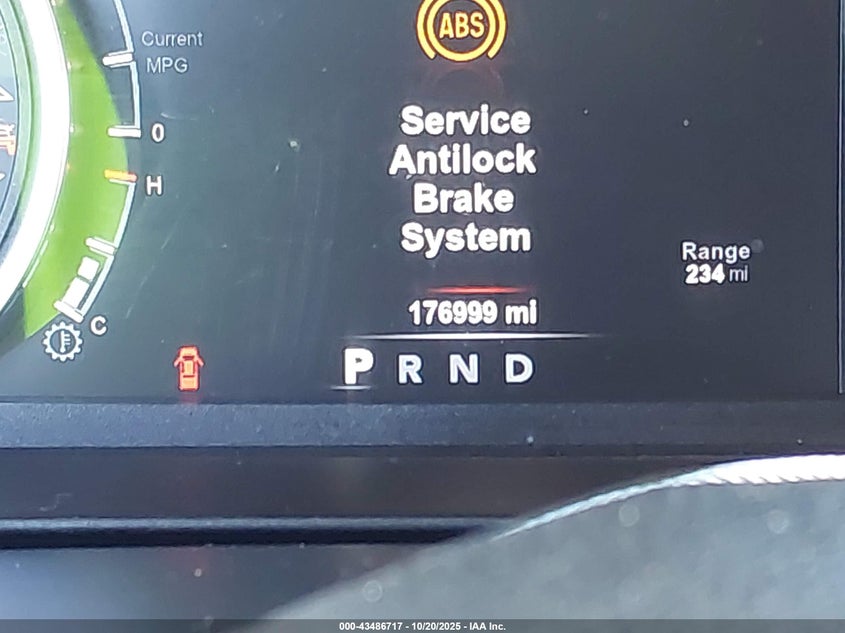 ABS
Current
MPG
Service
Antilock
Brake
System
0
H
Range
234 mi
176999 mi
C
P R N D
000-43486717 - 10/20/2025 - IAA Inc.